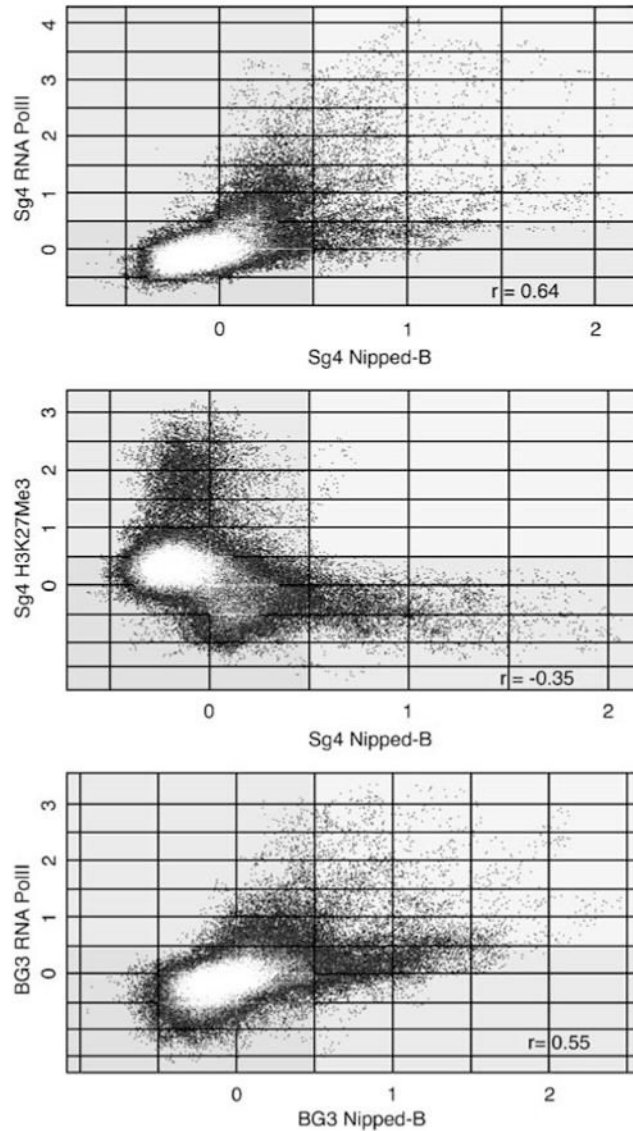 Sg4 RNA PolII
4
3
2
1
0
r = 0.64
0 1 2
Sg4 Nipped-B
Sg4 H3K27Me3
3
2
1
0
r = -0.35
0 1 2
Sg4 Nipped-B
BG3 RNA PolII
3
2
1
0
r= 0.55
0 1 2
BG3 Nipped-B